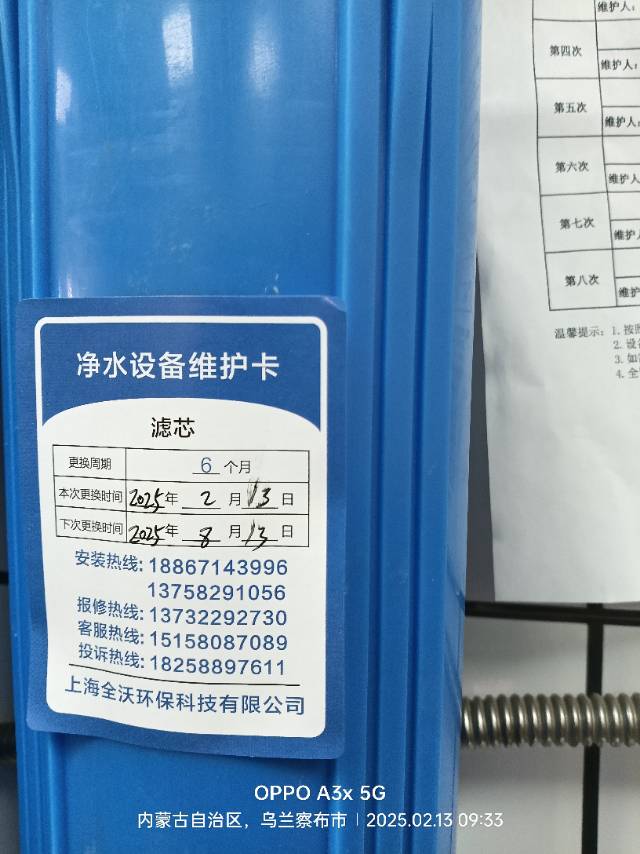 净水设备维护卡
滤芯
更换周期 6 个月
本次更换时间 2025年 2 月 13 日
下次更换时间 2025年 8 月 13 日
安装热线: 18867143996
13758291056
报修热线: 13732292730
客服热线: 15158087089
投诉热线: 18258897611
上海全沃环保科技有限公司
维护人:
第四次
维护人:
第五次
维护人:
第六次
维护人
第七次
维护
第八次
维护
温馨提示: 1. 按照
2. 设
3. 如
4. 全
OPPO A3x 5G
内蒙古自治区，乌兰察布市 | 2025.02.13 09:33